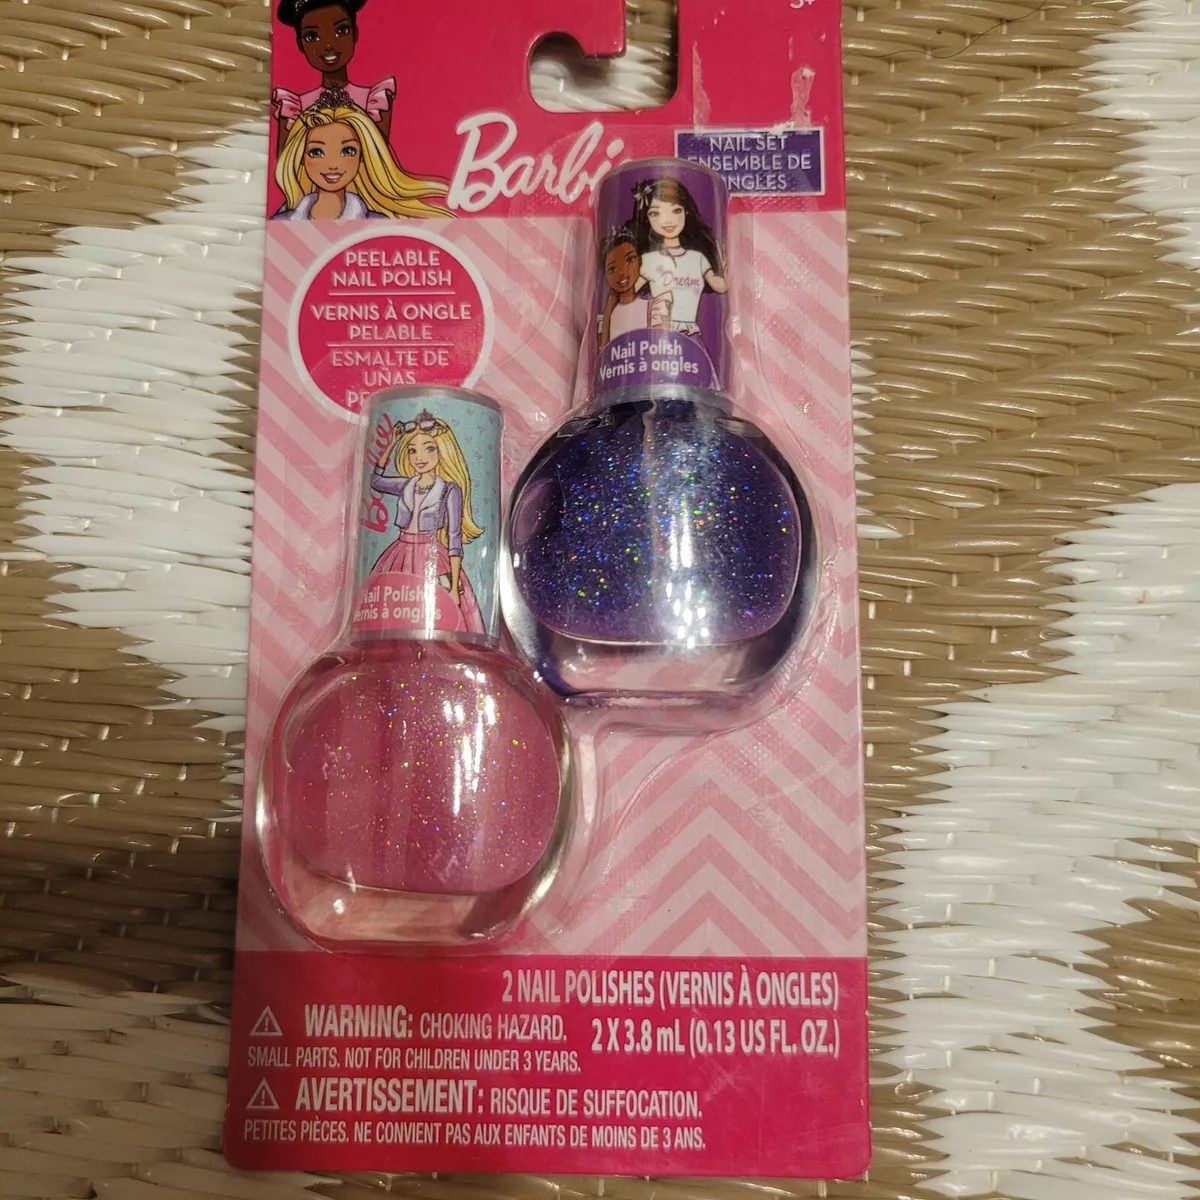 3+
Barbi
NAIL SET
ENSEMBLE DE
NGLES
PEELABLE
NAIL POLISH
VERNIS À ONGLE
PELABLE
ESMALTE DE
UÑAS
Dream
Nail Polish
Vernis à ongles
Nail Polish
Vernis à ongles
2 NAIL POLISHES (VERNIS À ONGLES)
2 X 3.8 mL (0.13 US FL. OZ.)
WARNING: CHOKING HAZARD.
SMALL PARTS. NOT FOR CHILDREN UNDER 3 YEARS.
AVERTISSEMENT: RISQUE DE SUFFOCATION.
PETITES PIÈCES. NE CONVIENT PAS AUX ENFANTS DE MOINS DE 3 ANS.